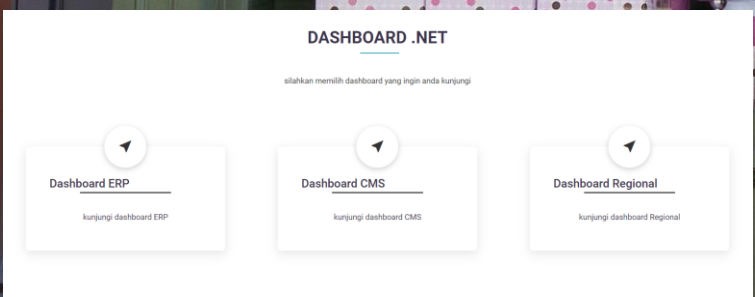 DASHBOARD .NET
silahkan memilih dashboard yang ingin anda kunjungi
Dashboard ERP
kunjungi dashboard ERP
Dashboard CMS
kunjungi dashboard CMS
Dashboard Regional
kunjungi dashboard Regional